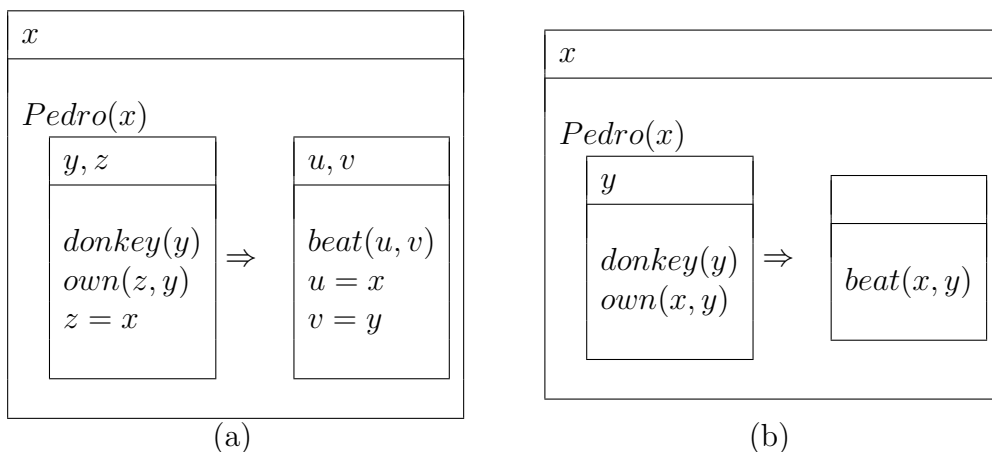 x
Pedro(x)
y, z
donkey(y)
own(z, y)
z = x
⇒
u, v
beat(u, v)
u = x
v = y
(a)
x
Pedro(x)
y
donkey(y)
own(x, y)
⇒
beat(x, y)
(b)